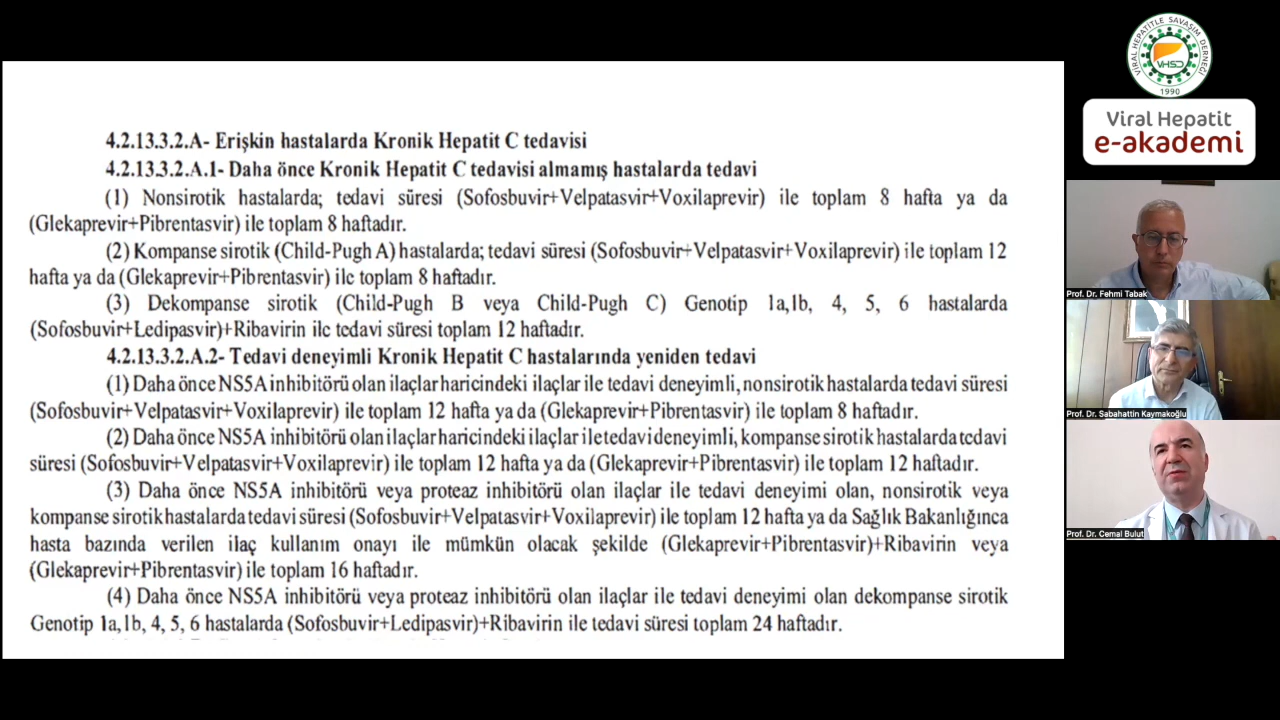 4.2.13.3.2.A- Erişkin hastalarda Kronik Hepatit C tedavisi
4.2.13.3.2.A.1- Daha önce Kronik Hepatit C tedavisi almamış hastalarda tedavi
(1) Nonsirotik hastalarda; tedavi süresi (Sofosbuvir+Velpatasvir+Voxilaprevir) ile toplam 8 hafta ya da
(Glekaprevir+Pibrentasvir) ile toplam 8 haftadır.
(2) Kompanse sirotik (Child-Pugh A) hastalarda; tedavi süresi (Sofosbuvir+Velpatasvir+Voxilaprevir) ile toplam 12
hafta ya da (Glekaprevir+Pibrentasvir) ile toplam 8 haftadır.
(3) Dekompanse sirotik (Child-Pugh B veya Child-Pugh C) Genotip 1a,1b, 4, 5, 6 hastalarda
(Sofosbuvir+Ledipasvir)+Ribavirin ile tedavi süresi toplam 12 haftadır.
4.2.13.3.2.A.2- Tedavi deneyimli Kronik Hepatit C hastalarında yeniden tedavi
(1) Daha önce NS5A inhibitörü olan ilaçlar haricindeki ilaçlar ile tedavi deneyimli, nonsirotik hastalarda tedavi süresi
(Sofosbuvir+Velpatasvir+Voxilaprevir) ile toplam 12 hafta ya da (Glekaprevir+Pibrentasvir) ile toplam 8 haftadır.
(2) Daha önce NS5A inhibitörü olan ilaçlar haricindeki ilaçlar ile tedavi deneyimli, kompanse sirotik hastalarda tedavi
süresi (Sofosbuvir+Velpatasvir+Voxilaprevir) ile toplam 12 hafta ya da (Glekaprevir+Pibrentasvir) ile toplam 12 haftadır.
(3) Daha önce NS5A inhibitörü veya proteaz inhibitörü olan ilaçlar ile tedavi deneyimi olan, nonsirotik veya
kompanse sirotik hastalarda tedavi süresi (Sofosbuvir+Velpatasvir+Voxilaprevir) ile toplam 12 hafta ya da Sağlık Bakanlığınca
hasta bazında verilen ilaç kullanım onayı ile mümkün olacak şekilde (Glekaprevir+Pibrentasvir)+Ribavirin veya
(Glekaprevir+Pibrentasvir) ile toplam 16 haftadır.
(4) Daha önce NS5A inhibitörü veya proteaz inhibitörü olan ilaçlar ile tedavi deneyimi olan dekompanse sirotik
Genotip 1a,1b, 4, 5, 6 hastalarda (Sofosbuvir+Ledipasvir)+Ribavirin ile tedavi süresi toplam 24 haftadır.
VİRAL HEPATİTLE SAVAŞIM DERNEĞİ
VHSD
1990
Viral Hepatit
e-akademi
Prof. Dr. Fehmi Tabak
Prof. Dr. Sabahattin Kaymakoğlu
Prof. Dr. Cemal Bulut